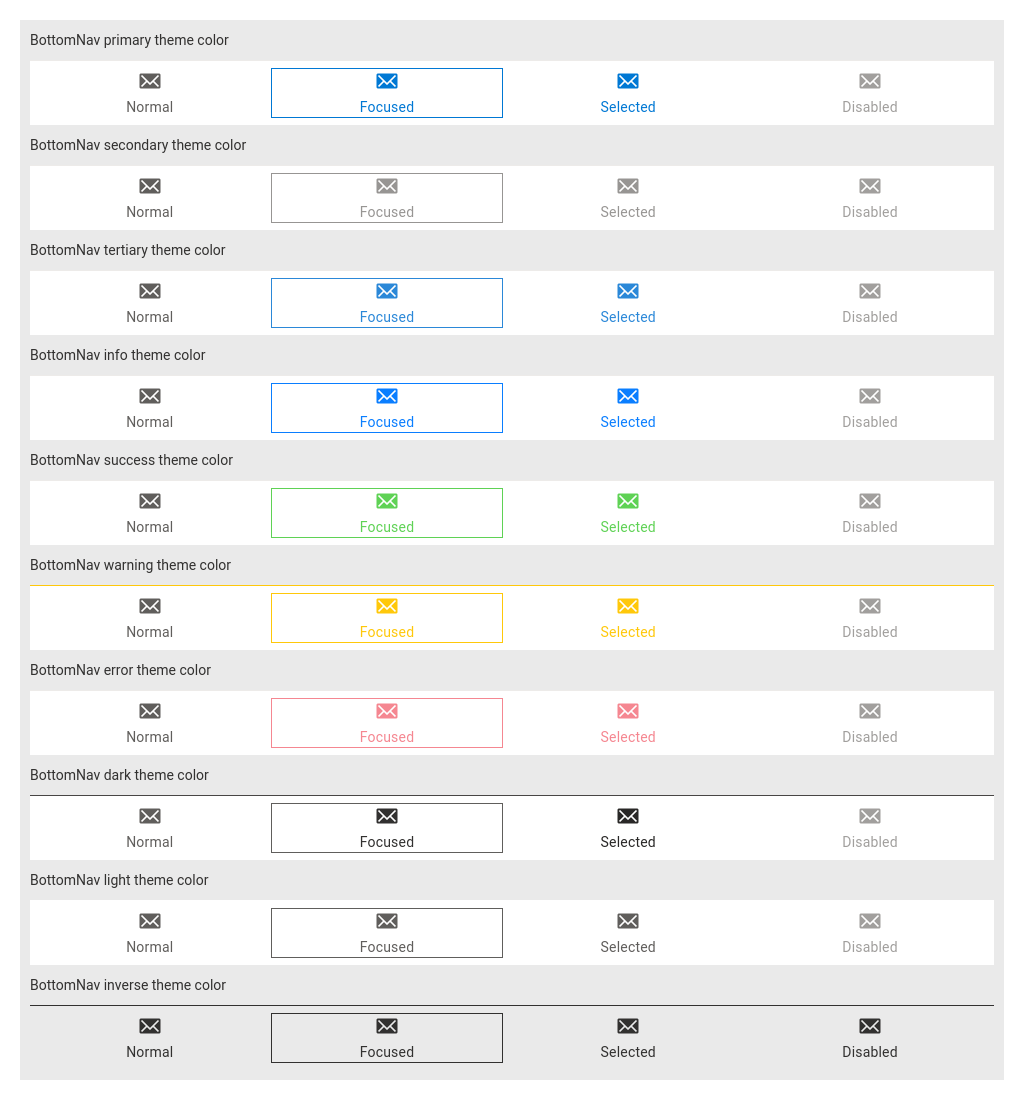 BottomNav primary theme color
Normal Focused Selected Disabled
BottomNav secondary theme color
Normal Focused Selected Disabled
BottomNav tertiary theme color
Normal Focused Selected Disabled
BottomNav info theme color
Normal Focused Selected Disabled
BottomNav success theme color
Normal Focused Selected Disabled
BottomNav warning theme color
Normal Focused Selected Disabled
BottomNav error theme color
Normal Focused Selected Disabled
BottomNav dark theme color
Normal Focused Selected Disabled
BottomNav light theme color
Normal Focused Selected Disabled
BottomNav inverse theme color
Normal Focused Selected Disabled